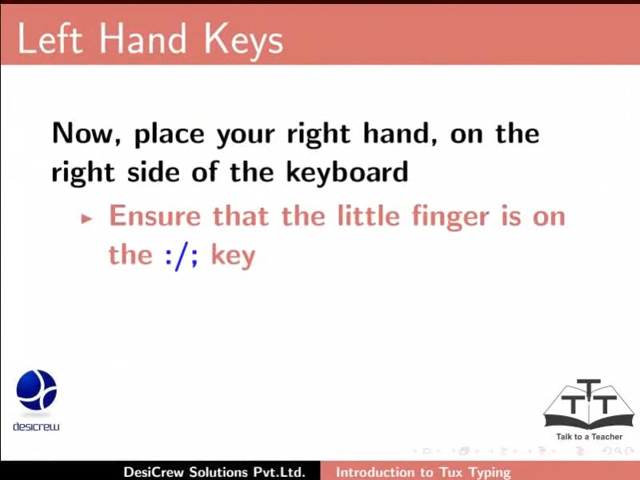 Left Hand Keys
Now, place your right hand, on the
right side of the keyboard
Ensure that the little finger is on
the :/; key
desicrew
TTT
Talk to a Teacher
DesiCrew Solutions Pvt.Ltd. Introduction to Tux Typing